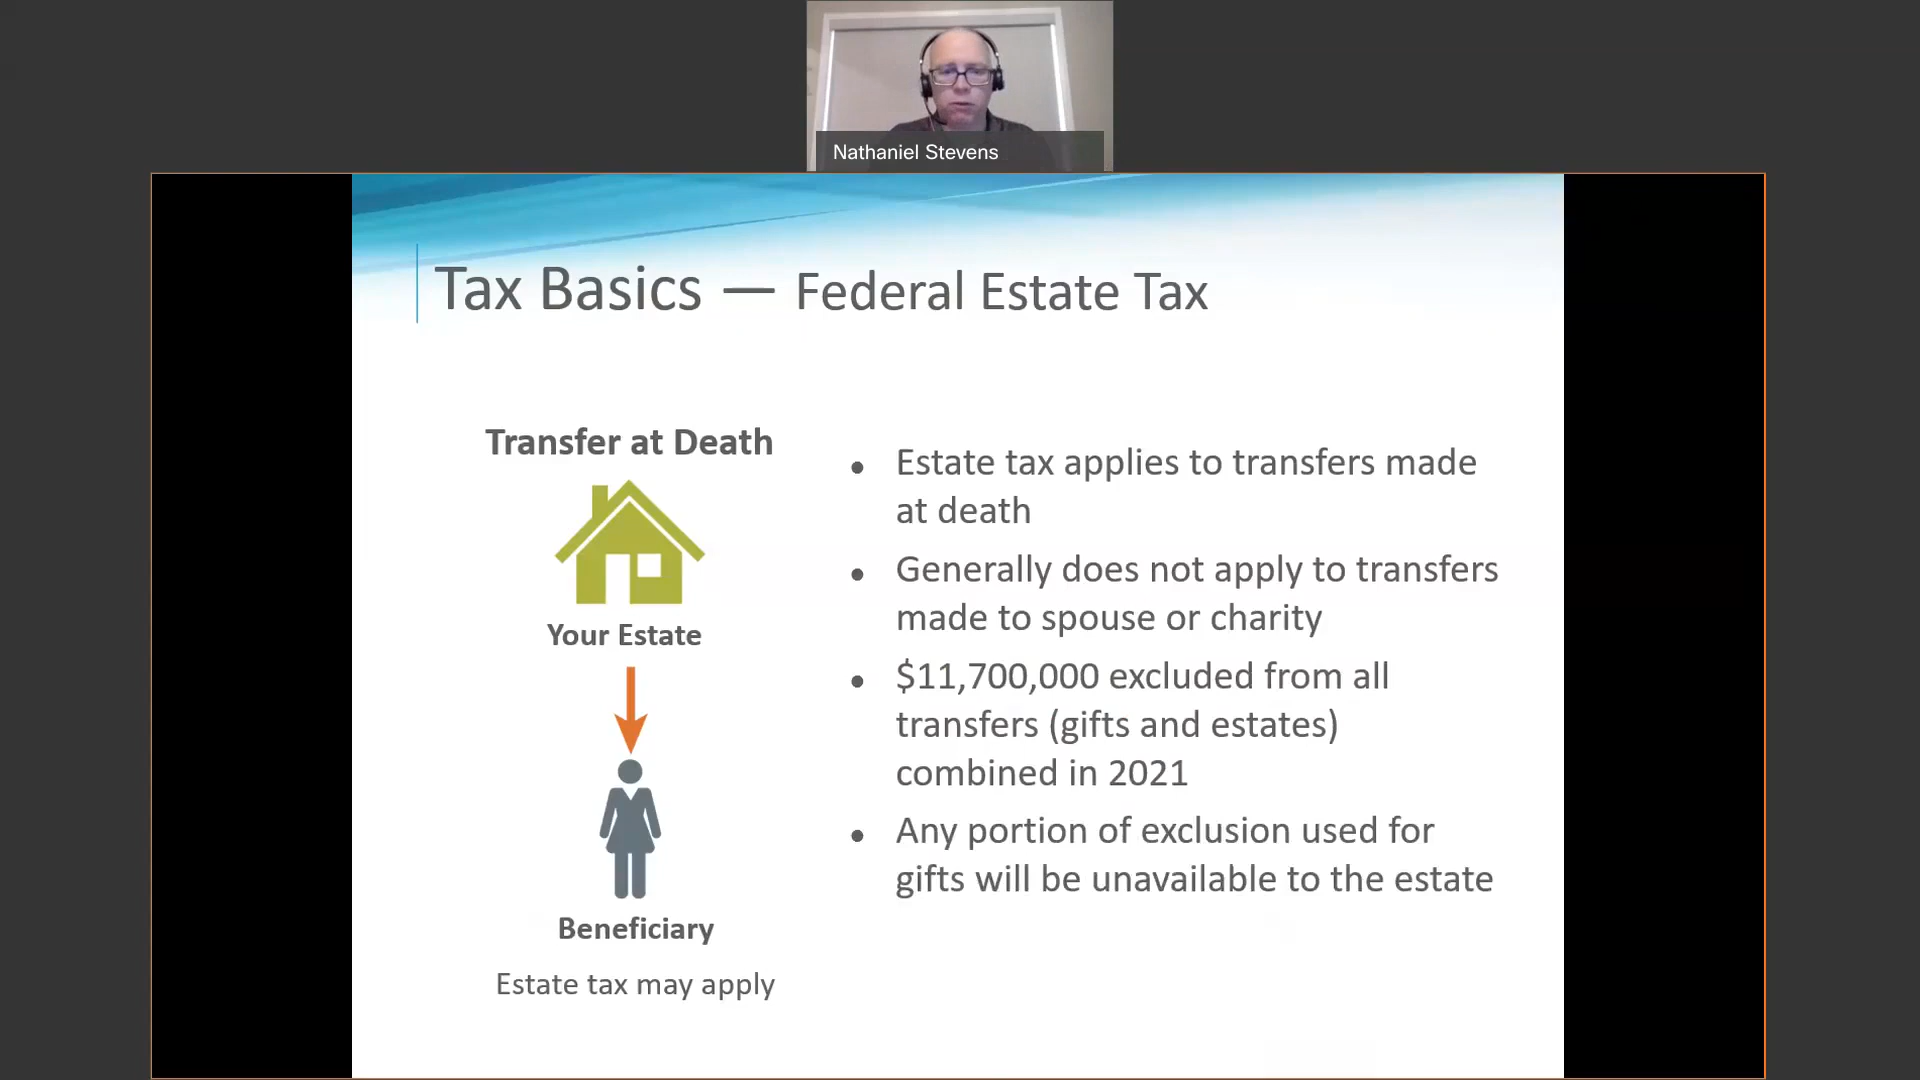 Nathaniel Stevens
Tax Basics — Federal Estate Tax
Transfer at Death
Your Estate
Beneficiary
Estate tax may apply
• Estate tax applies to transfers made
at death
• Generally does not apply to transfers
made to spouse or charity
• $11,700,000 excluded from all
transfers (gifts and estates)
combined in 2021
• Any portion of exclusion used for
gifts will be unavailable to the estate